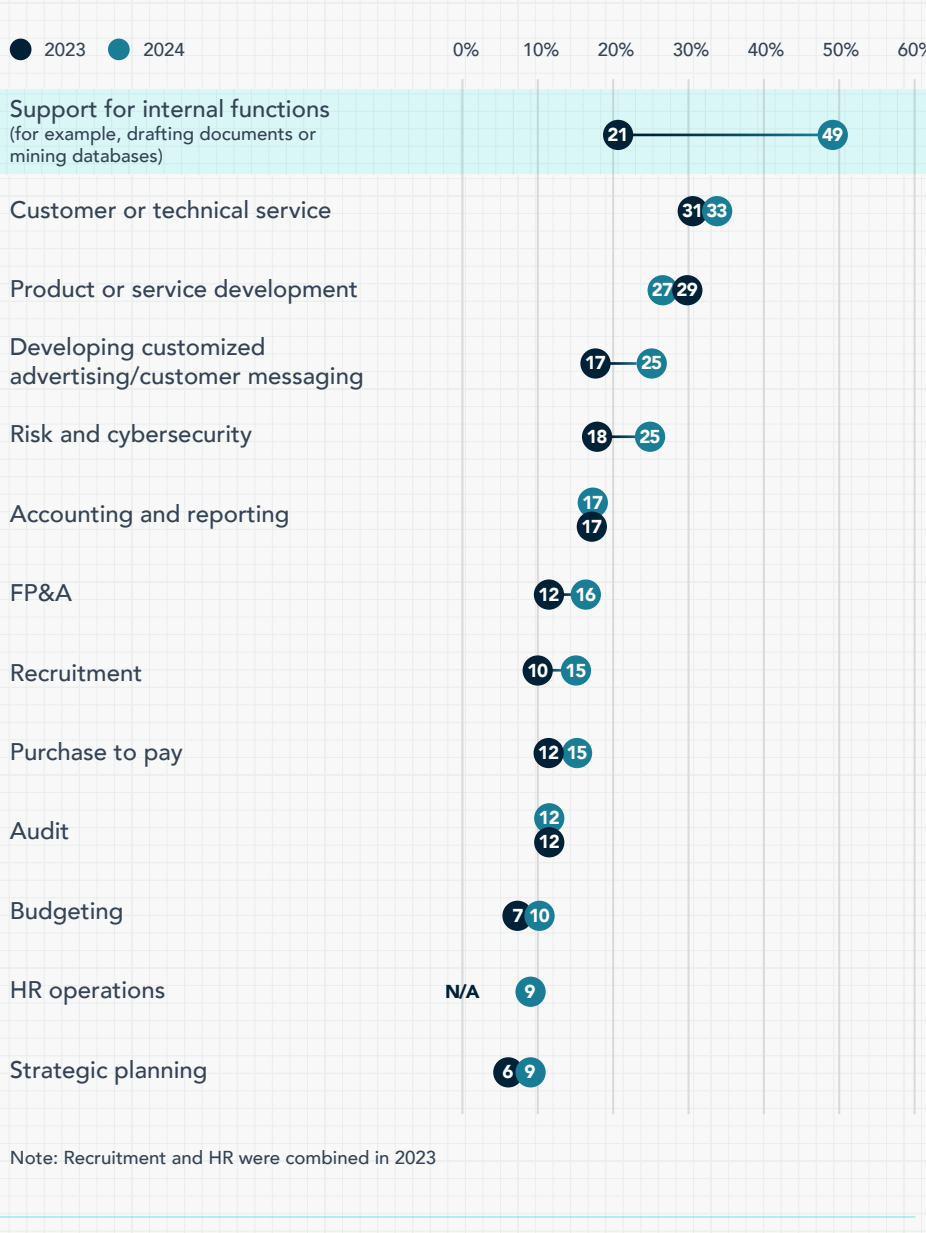 2023 2024 0% 10% 20% 30% 40% 50% 60%
Support for internal functions
(for example, drafting documents or
mining databases)
21 49
Customer or technical service 31 33
Product or service development 27 29
Developing customized
advertising/customer messaging
17 25
Risk and cybersecurity 18 25
Accounting and reporting
17
17
FP&A 12 16
Recruitment 10 15
Purchase to pay 12 15
Audit
12
12
Budgeting 7 10
HR operations N/A 9
Strategic planning 6 9
Note: Recruitment and HR were combined in 2023